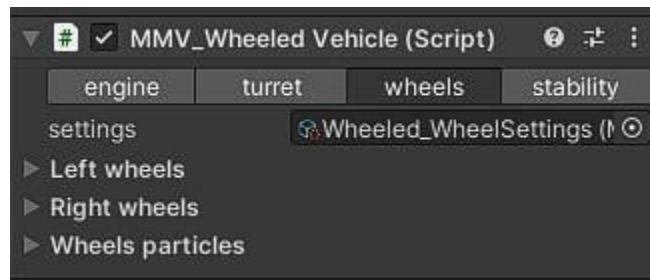 # MMV_Wheeled Vehicle (Script)
engine turret wheels stability
settings Wheeled_WheelSettings (M
Left wheels
Right wheels
Wheels particles